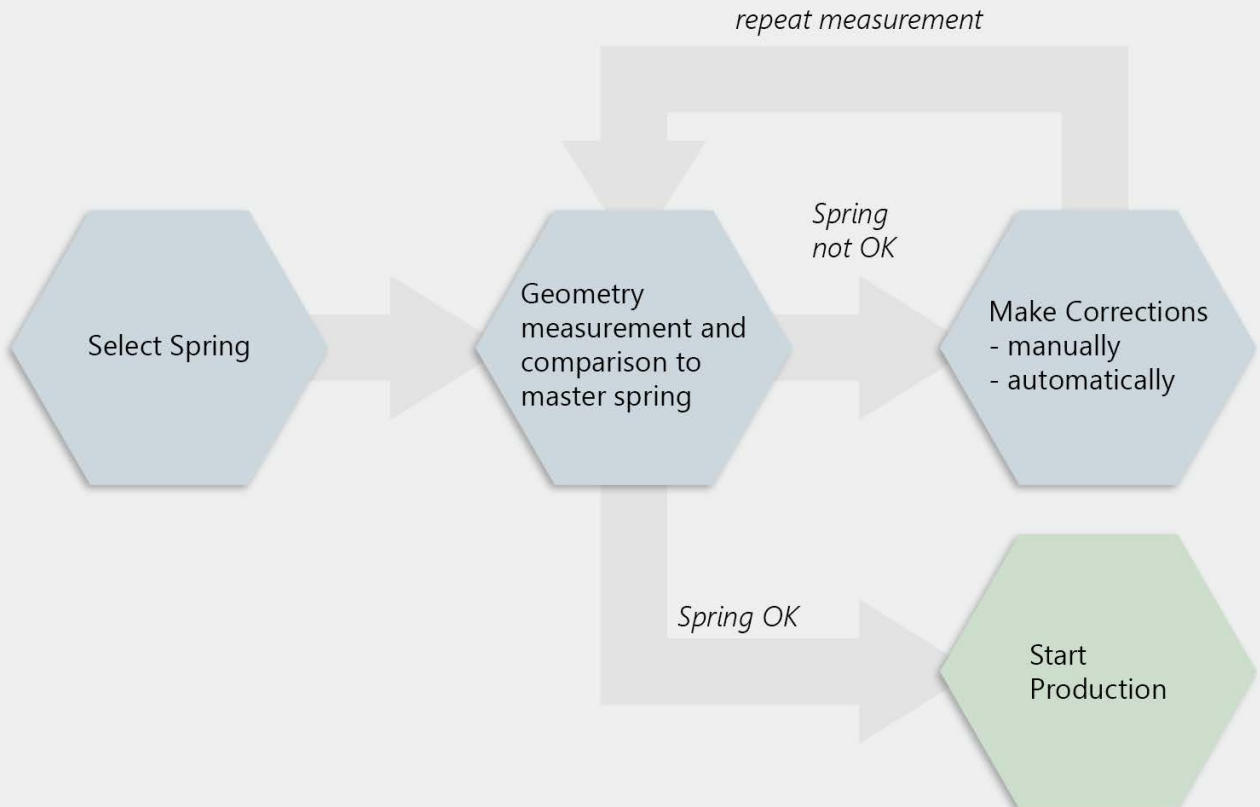 repeat measurement
Spring
not OK
Select Spring
Geometry
measurement and
comparison to
master spring
Make Corrections
- manually
- automatically
Spring OK
Start
Production